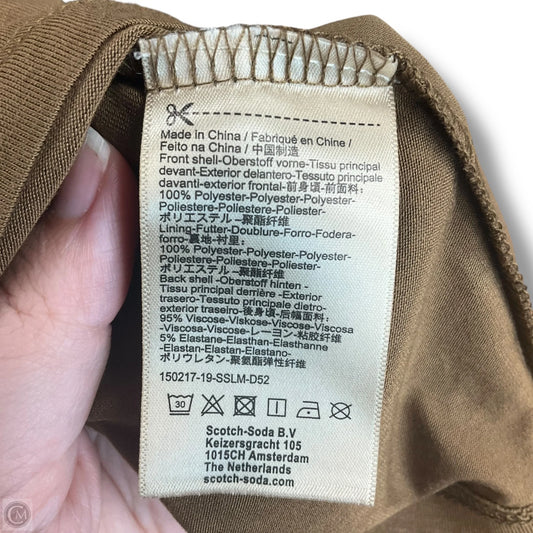 Made in China / Fabriqué en Chine /
Feito na China / 中国制造
Front shell-Oberstoff vorne-Tissu principal
devant-Exterior delantero-Tessuto principale
davanti-exterior frontal-前身頃-前面料-
100% Polyester-Polyester-Polyester-
Poliestere-Poliester-Poliester-
ポリエステル -聚酯纤维
Lining-Futter-Doublure-Forro-Fodera-
forro-裏地-衬里:
100% Polyester-Polyester-Polyester-
Poliestere-Poliester-Poliester-
ポリエステル-聚酯纤维
Back shell -Oberstoff hinten -
Tissu principal derrière -Exterior
trasero-Tessuto principale dietro-
exterior traseiro-後身頃-后幅面料-
95% Viscose-Viskose-Viscose-Viscosa
-Viscosa-Viscose-レーヨン-粘胶纤维
5% Elastane-Elasthan-Elasthanne
-Elastan-Elastan-Elastano-
ポリウレタン-聚氨酯弹性纤维
150217-19-SSLM-D52
30
Scotch-Soda B.V
Keizersgracht 105
1015CH Amsterdam
The Netherlands
scotch-soda.com
CM